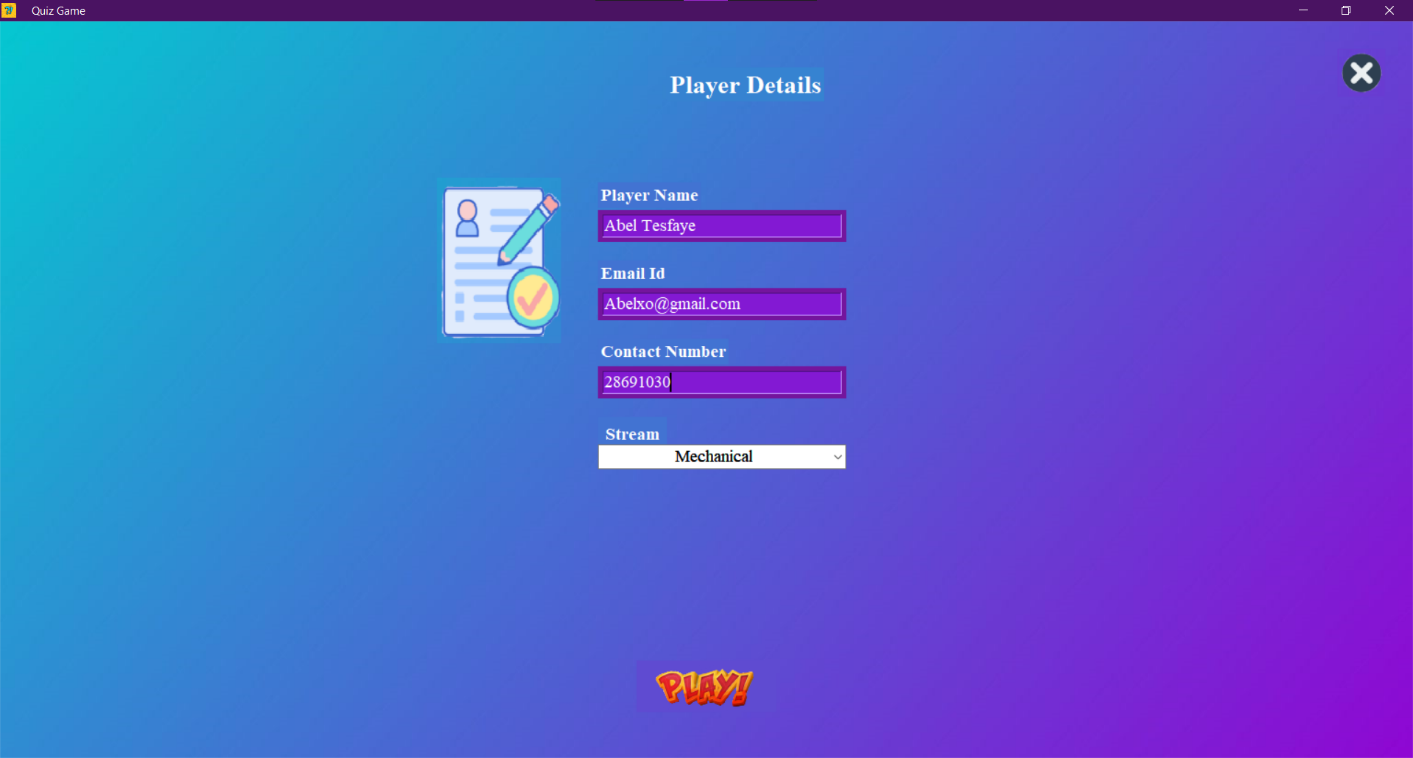 Quiz Game
Player Details
Player Name
Abel Tesfaye
Email Id
Abelxo@gmail.com
Contact Number
28691030
Stream
Mechanical
PLAY!